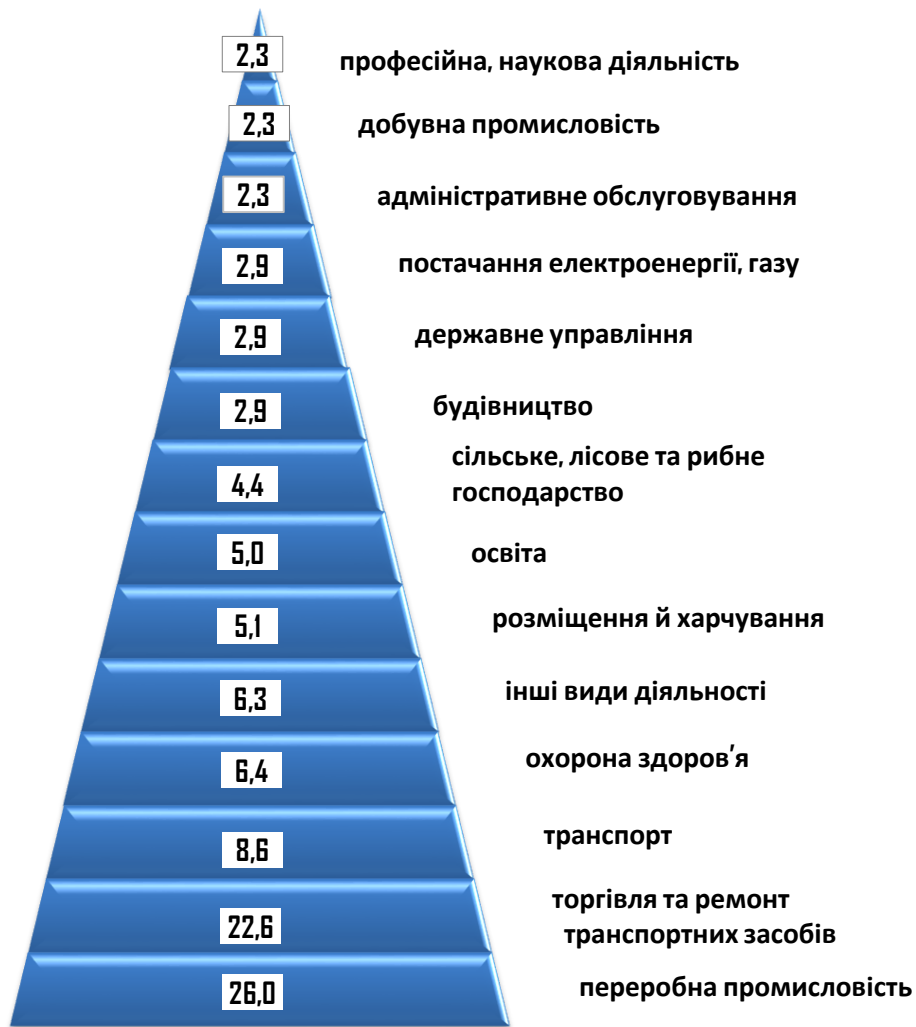 2,3
професійна, наукова діяльність
2,3
добувна промисловість
2,3
адміністративне обслуговування
2,9
постачання електроенергії, газу
2,9
державне управління
2,9
будівництво
4,4
сільське, лісове та рибне
господарство
5,0
освіта
5,1
розміщення й харчування
6,3
інші види діяльності
6,4
охорона здоров'я
8,6
транспорт
22,6
торгівля та ремонт
транспортних засобів
26,0
переробна промисловість